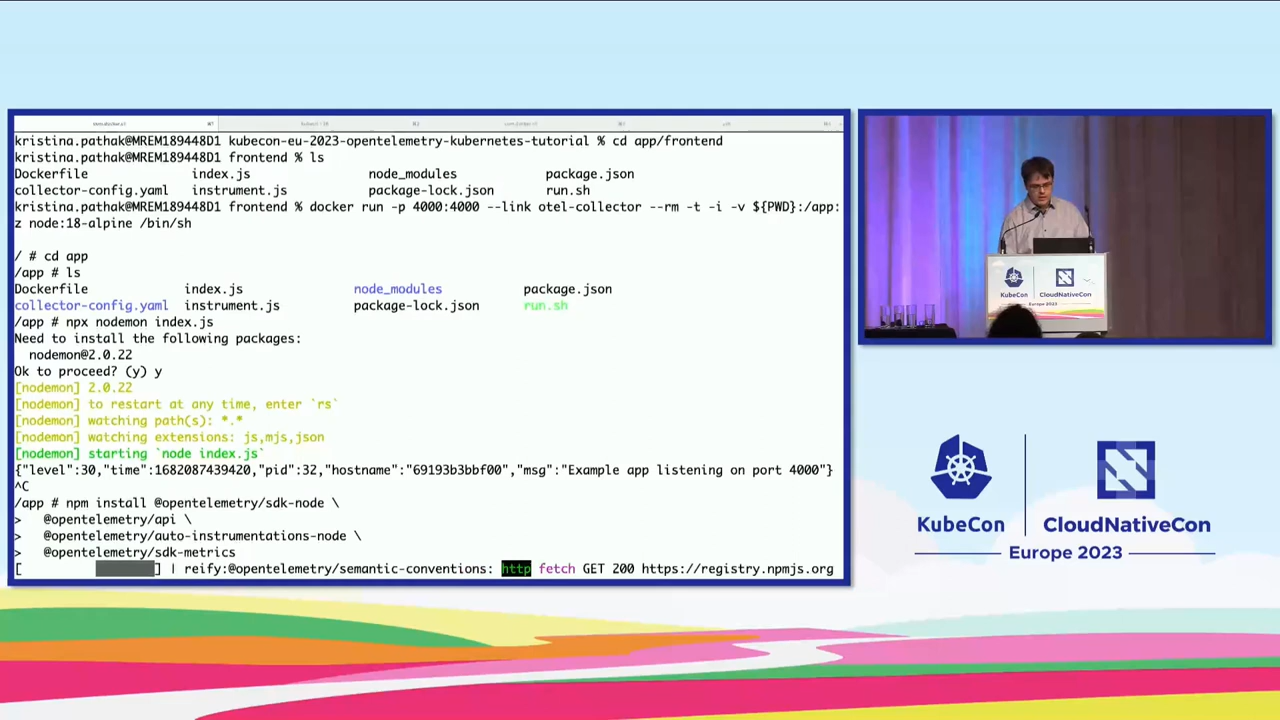 kristina.pathak@MREM189448D1 kubecon-eu-2023-opentelemetry-kubernetes-tutorial % cd app/frontend
kristina.pathak@MREM189448D1 frontend % ls
Dockerfile index.js node_modules package.json
collector-config.yaml instrument.js package-lock.json run.sh
kristina.pathak@MREM189448D1 frontend % docker run -p 4000:4000 --link otel-collector --rm -t -i -v ${PWD}:/app:
z node:18-alpine /bin/sh
/ # cd app
/app # ls
Dockerfile index.js node_modules package.json
collector-config.yaml instrument.js package-lock.json run.sh
/app # npx nodemon index.js
Need to install the following packages:
nodemon@2.0.22
Ok to proceed? (y) y
[nodemon] 2.0.22
[nodemon] to restart at any time, enter `rs`
[nodemon] watching path(s): *.*
[nodemon] watching extensions: js,mjs,json
[nodemon] starting `node index.js`
{"level":30,"time":1682087439420,"pid":32,"hostname":"69193b3bbf00","msg":"Example app listening on port 4000"}
^C
/app # npm install @opentelemetry/sdk-node \
> @opentelemetry/api \
> @opentelemetry/auto-instrumentations-node \
> @opentelemetry/sdk-metrics
[ ] | reify:@opentelemetry/semantic-conventions: http fetch GET 200 https://registry.npmjs.org
KubeCon CloudNativeCon
Europe 2023
KubeCon CloudNativeCon
Europe 2023